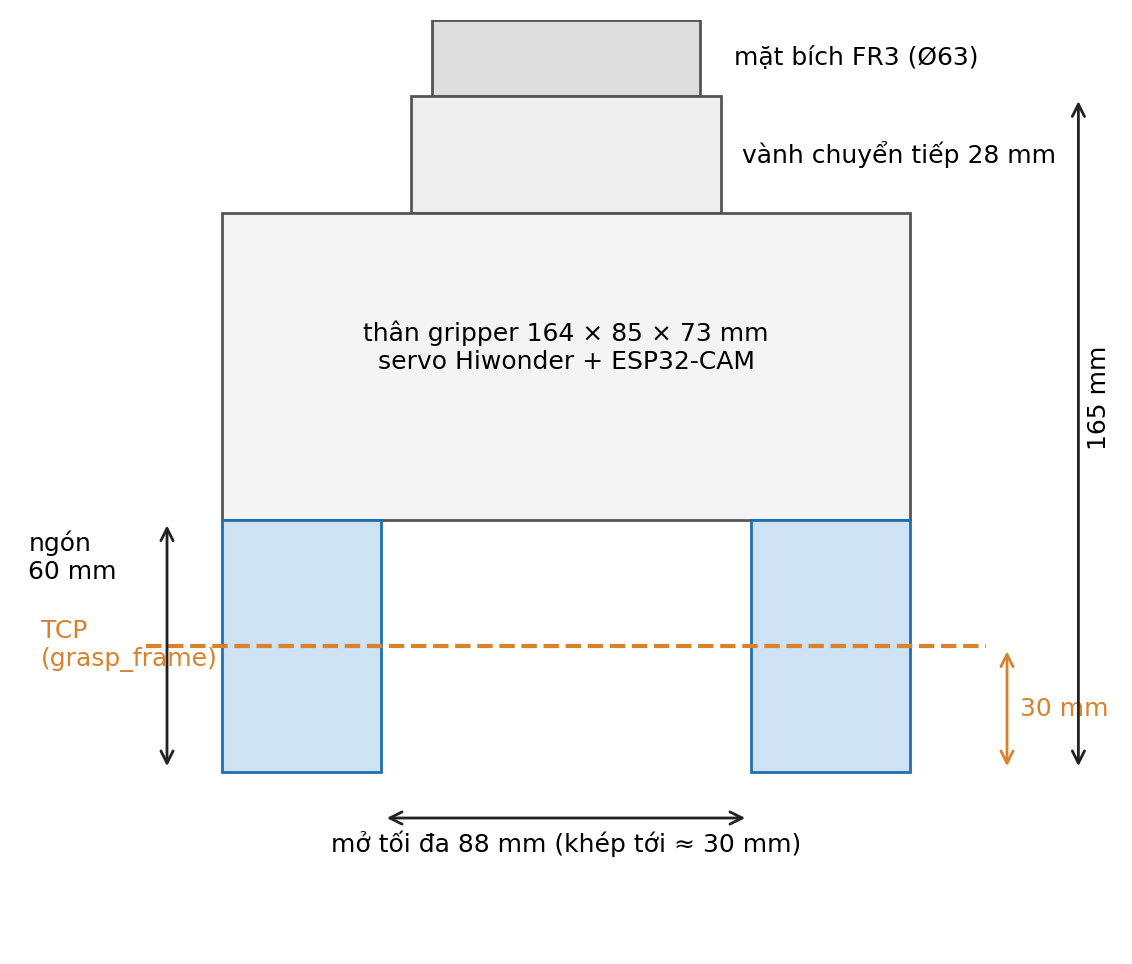 mặt bích FR3 (Ø63)
vành chuyển tiếp 28 mm
thân gripper 164 × 85 × 73 mm
servo Hiwonder + ESP32-CAM
165 mm
ngón
60 mm
TCP
(grasp_frame)
30 mm
mở tối đa 88 mm (khép tới ≈ 30 mm)